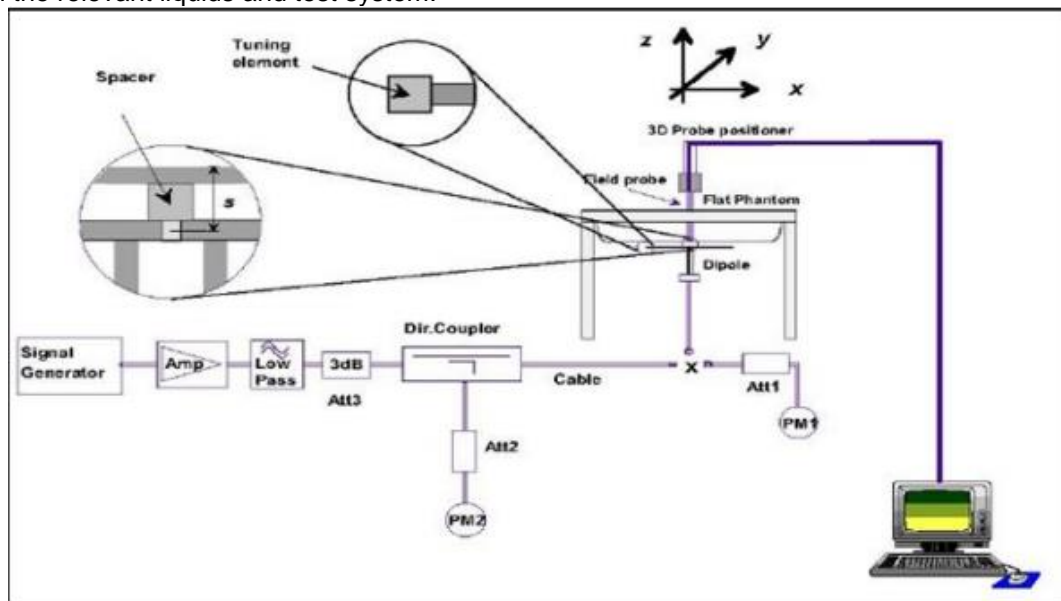 Tuning
element
Spacer
z
y
x
3D Probe positioner
Field probe
Flat Phantom
s
Dipole
Dir.Coupler
Signal
Generator
Amp
Low
Pass
3dB
Att3
Cable
x
Att1
PM1
Att2
PM2